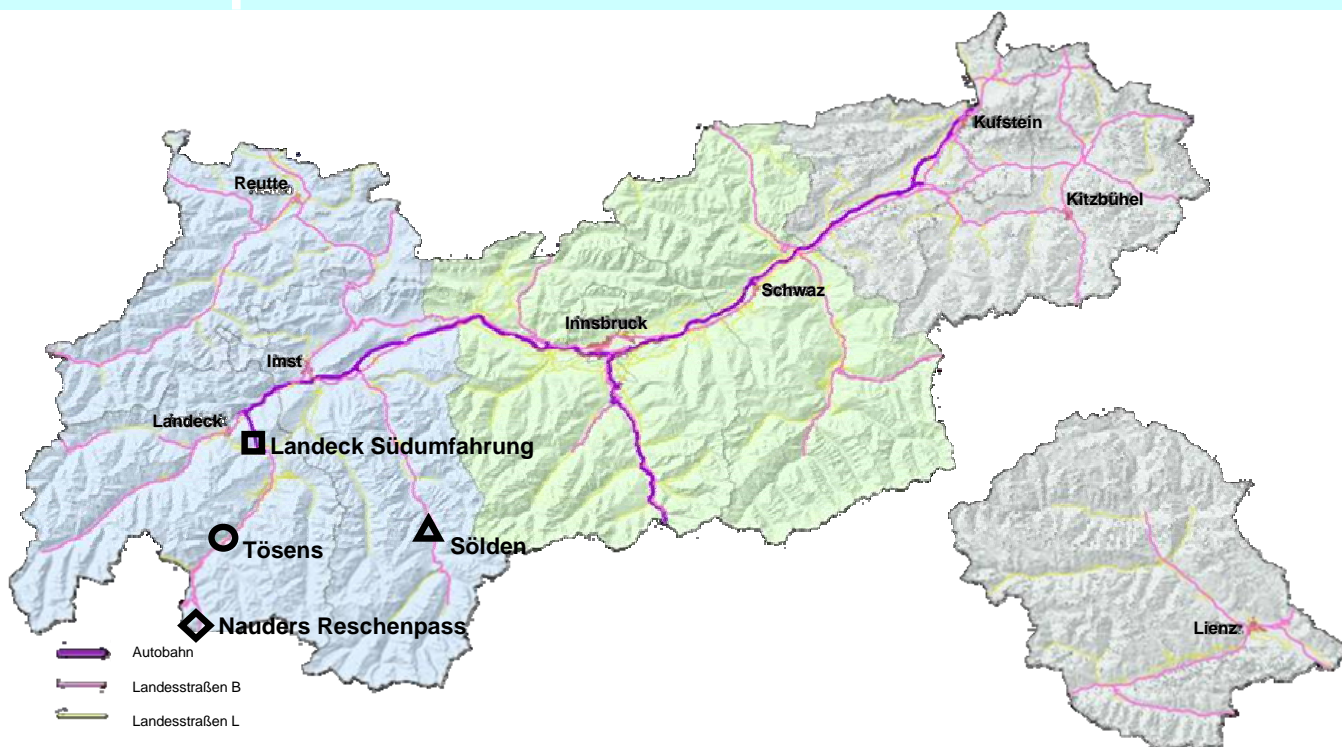 Kufstein
Reutte
Kitzbühel
Schwaz
Innsbruck
Imst
Landeck
Landeck Südumfahrung
Tösens
Sölden
Nauders Reschenpass
Lienz
Autobahn
Landesstraßen B
Landesstraßen L